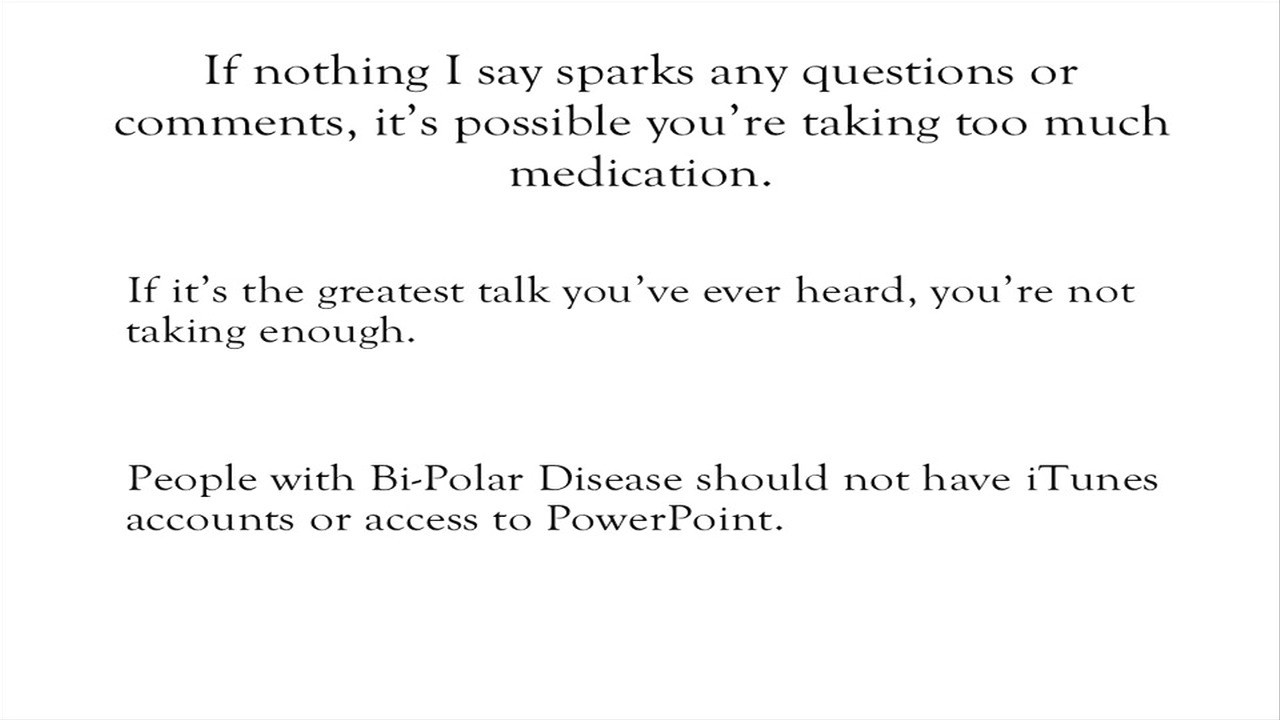 If nothing I say sparks any questions or
comments, it’s possible you’re taking too much
medication.
If it’s the greatest talk you’ve ever heard, you’re not
taking enough.
People with Bi-Polar Disease should not have iTunes
accounts or access to PowerPoint.